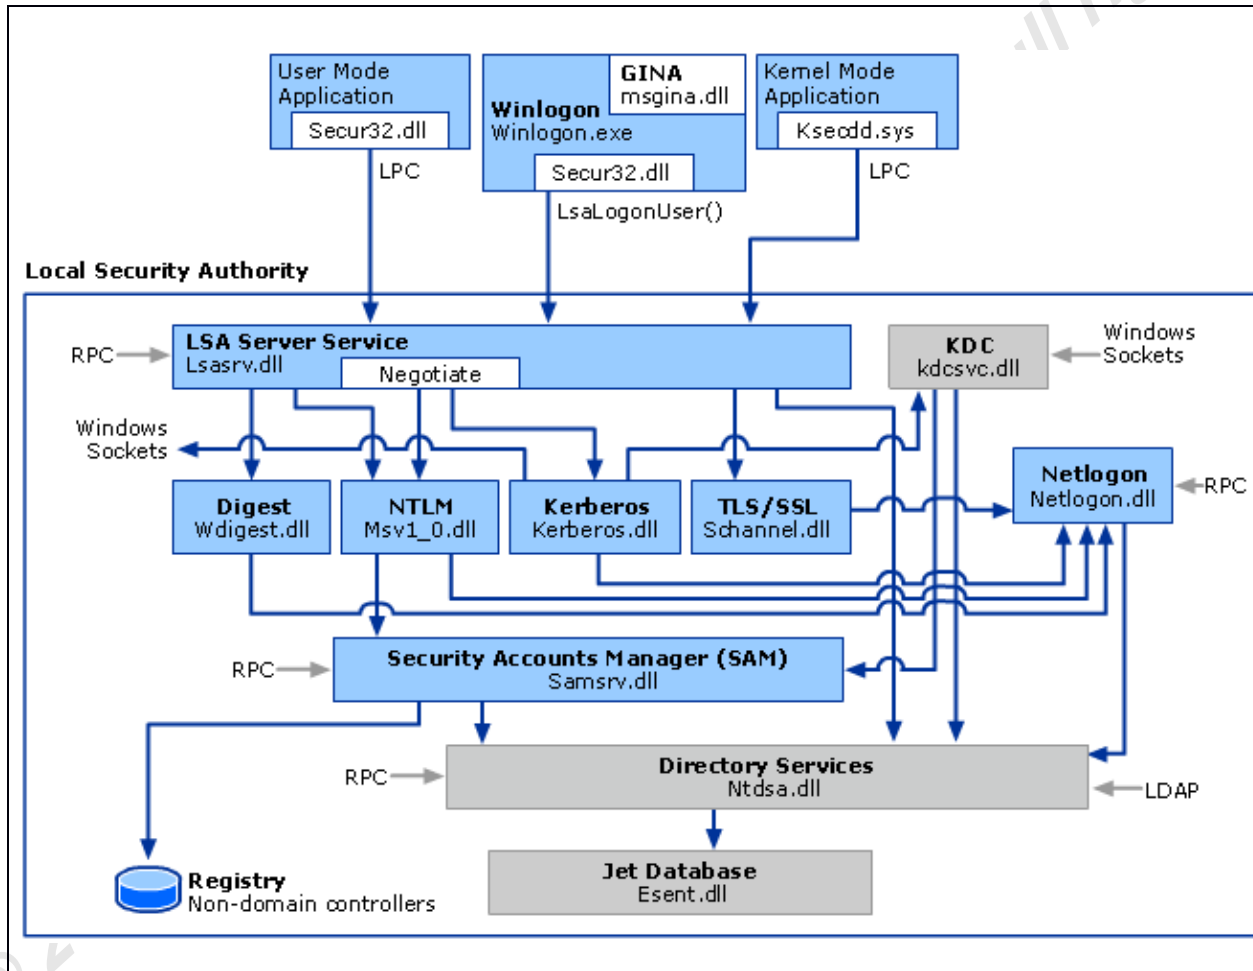 User Mode
Application
Secur32.dll
LPC
GINA
msgina.dll
Winlogon
Winlogon.exe
Secur32.dll
LsaLogonUser()
Kernel Mode
Application
Ksecdd.sys
LPC
Local Security Authority
RPC
LSA Server Service
Lsasrv.dll
Negotiate
KDC
kdcsvc.dll
Windows
Sockets
Windows
Sockets
Digest
Wdigest.dll
NTLM
Msv1_0.dll
Kerberos
Kerberos.dll
TLS/SSL
Schannel.dll
Netlogon
Netlogon.dll
RPC
RPC
Security Accounts Manager (SAM)
Samsrv.dll
RPC
Directory Services
Ntdsa.dll
LDAP
Jet Database
Esent.dll
Registry
Non-domain controllers